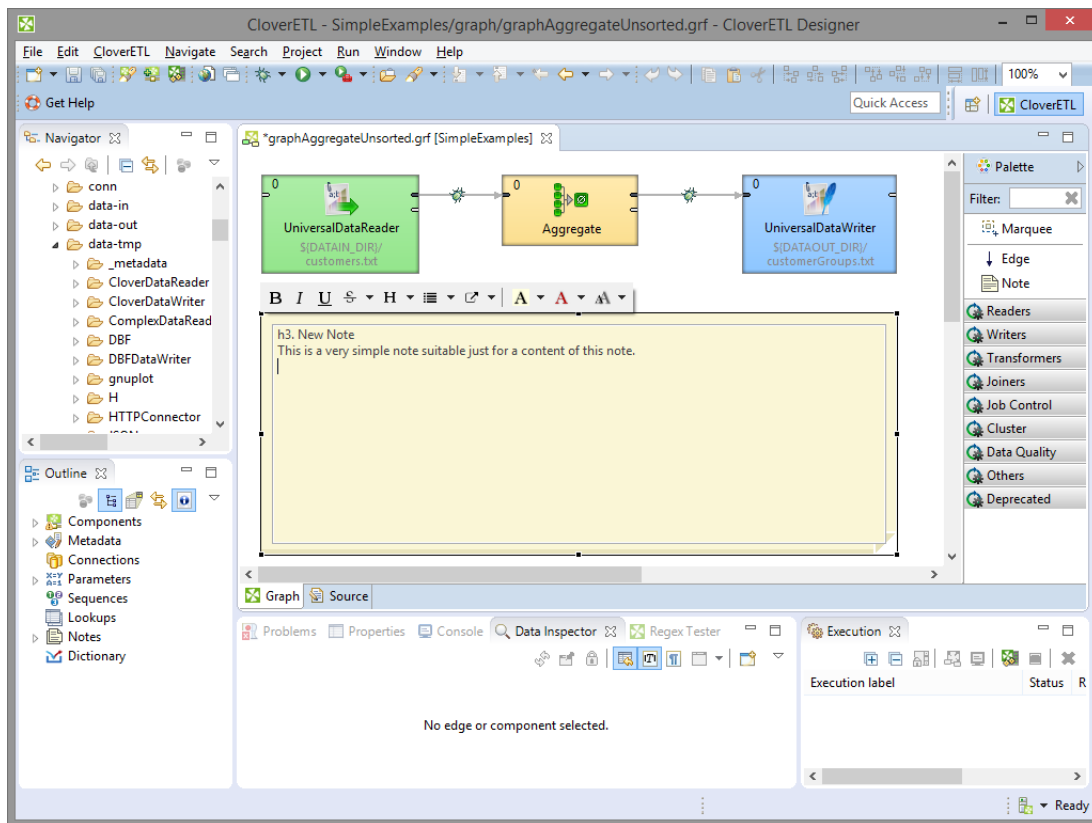 CloverETL - SimpleExamples/graph/graphAggregateUnsorted.grf - CloverETL Designer
File Edit CloverETL Navigate Search Project Run Window Help
100%
Get Help
Quick Access
CloverETL
Navigator
conn
data-in
data-out
data-tmp
_metadata
CloverDataReader
CloverDataWriter
ComplexDataRead
DBF
DBFDataWriter
gnuplot
H
HTTPConnector
Outline
Components
Metadata
Connections
Parameters
Sequences
Lookups
Notes
Dictionary
*graphAggregateUnsorted.grf [SimpleExamples]
0
UniversalDataReader
${DATAIN_DIR}/
customers.txt
0
Aggregate
0
UniversalDataWriter
${DATAOUT_DIR}/
customerGroups.txt
B I U S H A A A
h3. New Note
This is a very simple note suitable just for a content of this note.
Graph Source
Palette
Filter:
Marquee
Edge
Note
Readers
Writers
Transformers
Joiners
Job Control
Cluster
Data Quality
Others
Deprecated
Problems Properties Console Data Inspector Regex Tester
No edge or component selected.
Execution
Execution label Status R
Ready